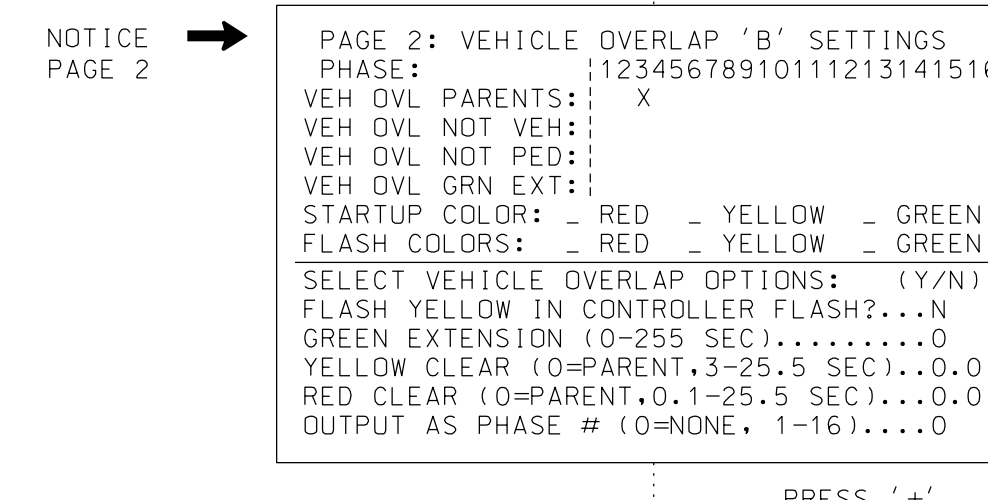 NOTICE
PAGE 2
PAGE 2: VEHICLE OVERLAP 'B' SETTINGS
PHASE: ¦12345678910111213141516
VEH OVL PARENTS:¦ X
VEH OVL NOT VEH:¦
VEH OVL NOT PED:¦
VEH OVL GRN EXT:¦
STARTUP COLOR: _ RED _ YELLOW _ GREEN
FLASH COLORS: _ RED _ YELLOW _ GREEN
SELECT VEHICLE OVERLAP OPTIONS: (Y/N)
FLASH YELLOW IN CONTROLLER FLASH?...N
GREEN EXTENSION (0-255 SEC).........0
YELLOW CLEAR (0=PARENT,3-25.5 SEC)..0.0
RED CLEAR (0=PARENT,0.1-25.5 SEC)...0.0
OUTPUT AS PHASE # (0=NONE, 1-16)....0
PRESS '+'